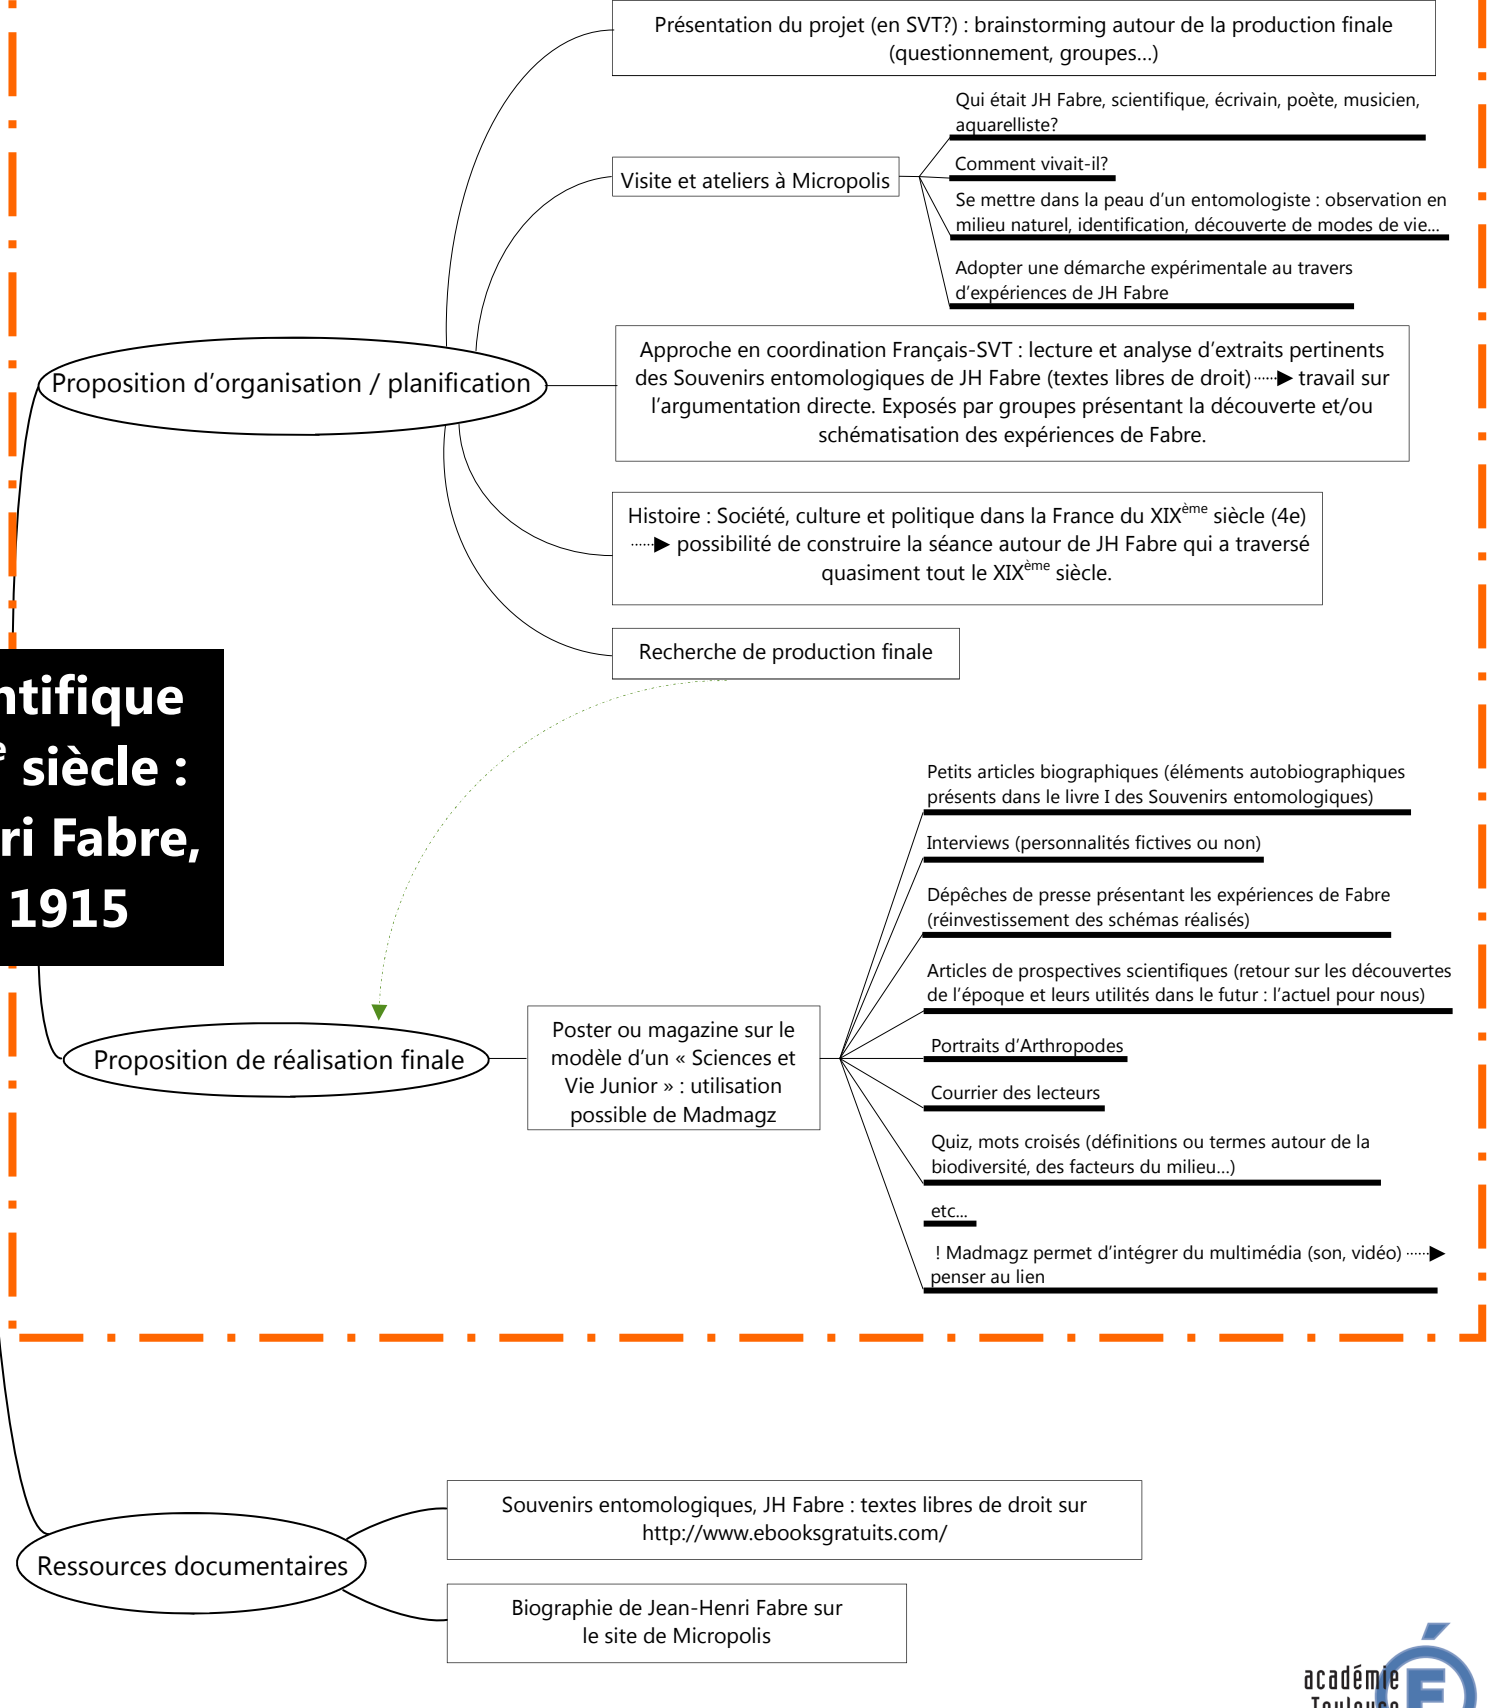 Présentation du projet (en SVT?) : brainstorming autour de la production finale
(questionnement, groupes...)
Qui était JH Fabre, scientifique, écrivain, poète, musicien,
aquarelliste?
Comment vivait-il?
Visite et ateliers à Micropolis
Se mettre dans la peau d'un entomologiste : observation en
milieu naturel, identification, découverte de modes de vie...
Adopter une démarche expérimentale au travers
d'expériences de JH Fabre
Proposition d'organisation / planification
Approche en coordination Français-SVT : lecture et analyse d'extraits pertinents
des Souvenirs entomologiques de JH Fabre (textes libres de droit) ······▶ travail sur
l'argumentation directe. Exposés par groupes présentant la découverte et/ou
schématisation des expériences de Fabre.
Histoire : Société, culture et politique dans la France du XIXème siècle (4e)
······▶ possibilité de construire la séance autour de JH Fabre qui a traversé
quasiment tout le XIXème siècle.
Recherche de production finale
ntifique
e siècle :
ri Fabre,
1915
Petits articles biographiques (éléments autobiographiques
présents dans le livre I des Souvenirs entomologiques)
Interviews (personnalités fictives ou non)
Dépêches de presse présentant les expériences de Fabre
(réinvestissement des schémas réalisés)
Articles de prospectives scientifiques (retour sur les découvertes
de l'époque et leurs utilités dans le futur : l'actuel pour nous)
Proposition de réalisation finale
Poster ou magazine sur le
modèle d'un « Sciences et
Vie Junior » : utilisation
possible de Madmagz
Portraits d'Arthropodes
Courrier des lecteurs
Quiz, mots croisés (définitions ou termes autour de la
biodiversité, des facteurs du milieu...)
etc...
! Madmagz permet d'intégrer du multimédia (son, vidéo) ······▶
penser au lien
Souvenirs entomologiques, JH Fabre : textes libres de droit sur
http://www.ebooksgratuits.com/
Ressources documentaires
Biographie de Jean-Henri Fabre sur
le site de Micropolis
académie
Toulouse
É